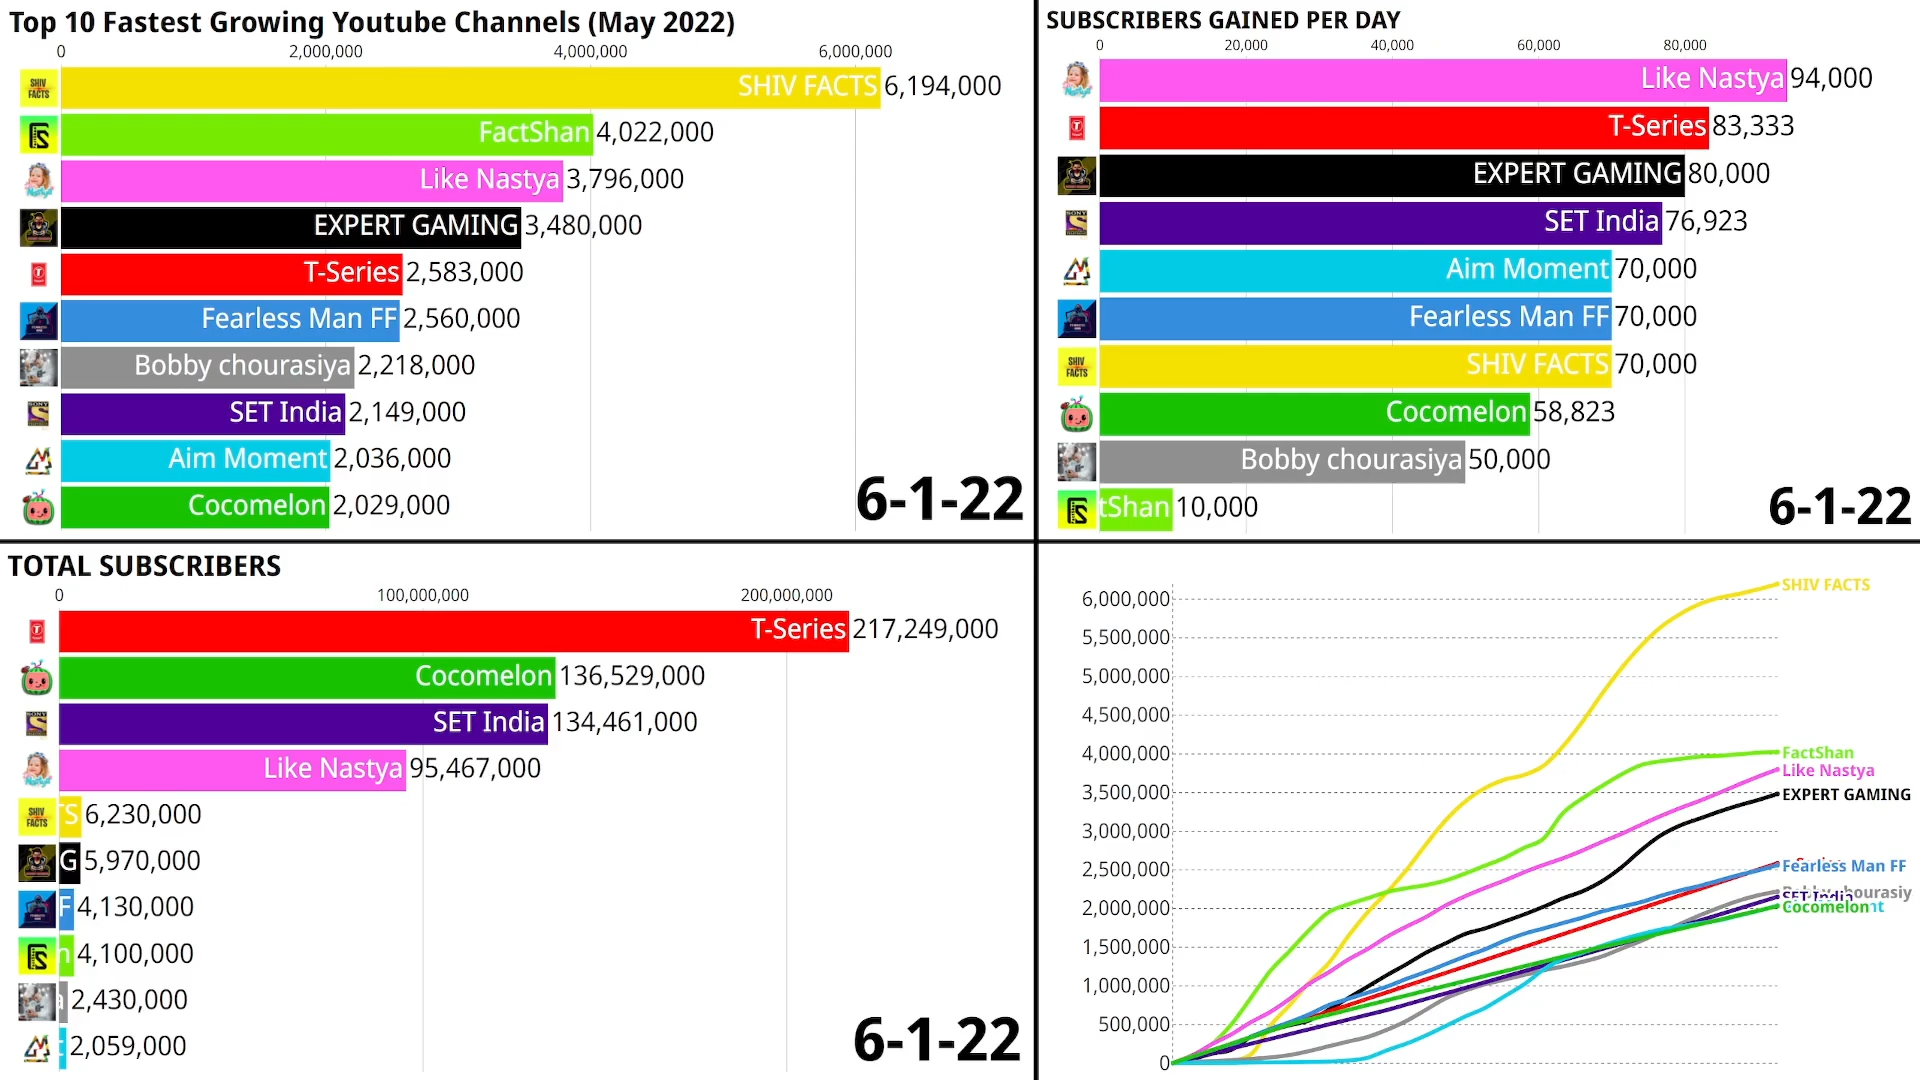 Top 10 Fastest Growing Youtube Channels (May 2022)
0 2,000,000 4,000,000 6,000,000
SHIV FACTS SHIV FACTS 6,194,000
FactShan 4,022,000
Like Nastya 3,796,000
EXPERT GAMING 3,480,000
T-Series 2,583,000
Fearless Man FF 2,560,000
Bobby chourasiya 2,218,000
SET India 2,149,000
Aim Moment 2,036,000
Cocomelon 2,029,000
6-1-22
SUBSCRIBERS GAINED PER DAY
0 20,000 40,000 60,000 80,000
Like Nastya 94,000
T-Series 83,333
EXPERT GAMING 80,000
SET India 76,923
Aim Moment 70,000
Fearless Man FF 70,000
SHIV FACTS SHIV FACTS 70,000
Cocomelon 58,823
Bobby chourasiya 50,000
tShan 10,000
6-1-22
TOTAL SUBSCRIBERS
0 100,000,000 200,000,000
T-Series 217,249,000
Cocomelon 136,529,000
SET India 134,461,000
Like Nastya 95,467,000
SHIV FACTS S 6,230,000
G 5,970,000
F 4,130,000
4,100,000
2,430,000
2,059,000
6-1-22
6,000,000
5,500,000
5,000,000
4,500,000
4,000,000
3,500,000
3,000,000
2,500,000
2,000,000
1,500,000
1,000,000
500,000
0
SHIV FACTS
FactShan
Like Nastya
EXPERT GAMING
Fearless Man FF
SET India
Cocomelon